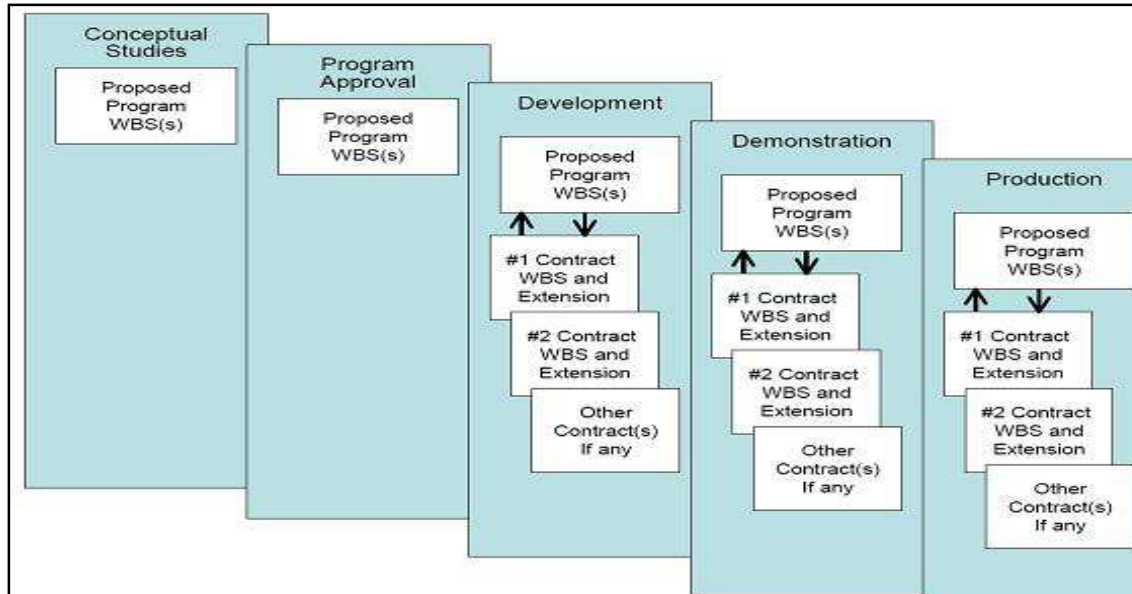 Conceptual
Studies
Proposed
Program
WBS(s)
Program
Approval
Proposed
Program
WBS(s)
Development
Proposed
Program
WBS(s)
#1 Contract
WBS and
Extension
#2 Contract
WBS and
Extension
Other
Contract(s)
If any
Demonstration
Proposed
Program
WBS(s)
#1 Contract
WBS and
Extension
#2 Contract
WBS and
Extension
Other
Contract(s)
If any
Production
Proposed
Program
WBS(s)
#1 Contract
WBS and
Extension
#2 Contract
WBS and
Extension
Other
Contract(s)
If any